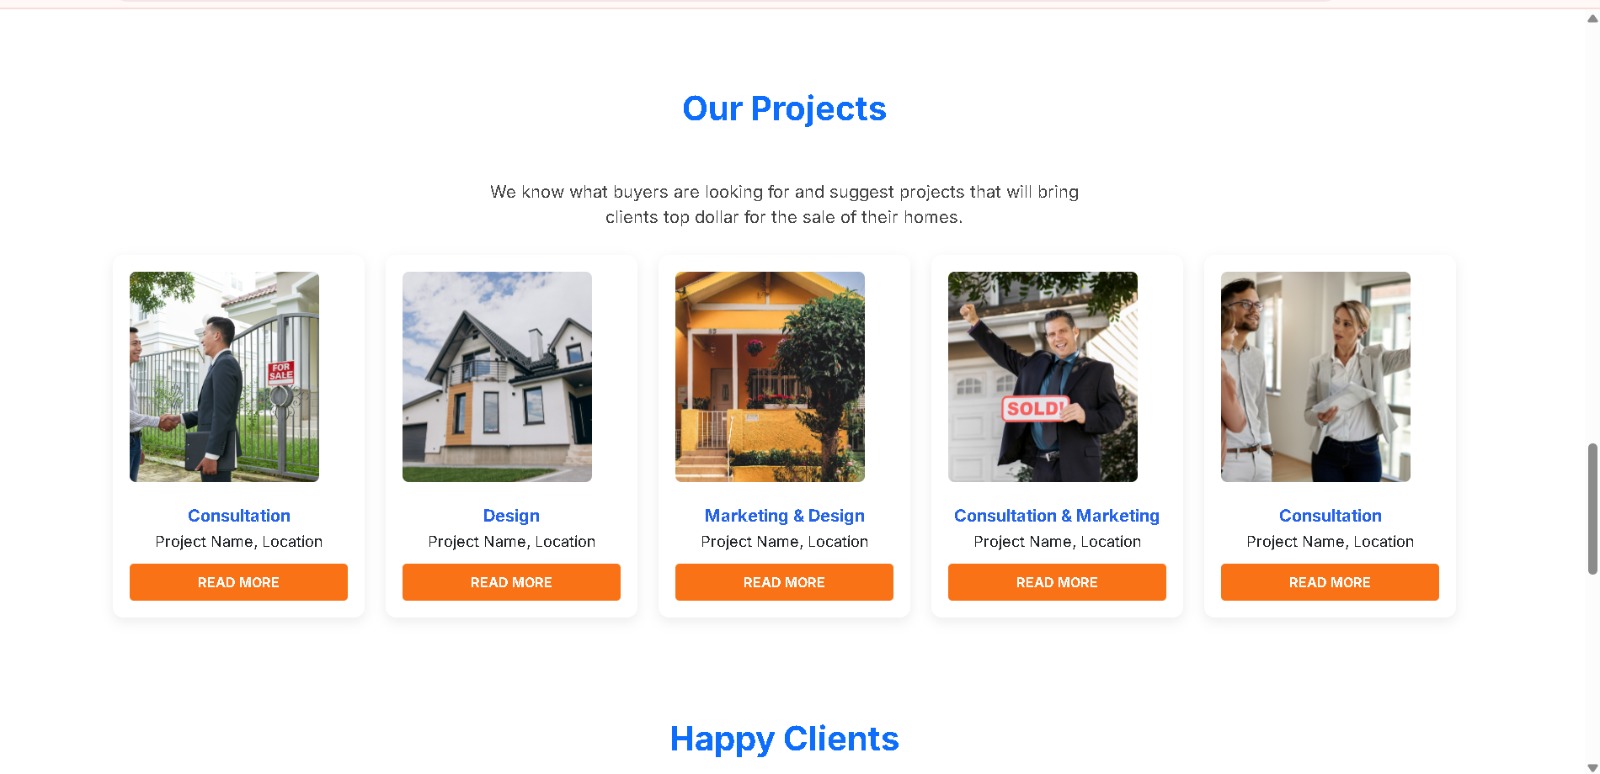 Our Projects
We know what buyers are looking for and suggest projects that will bring
clients top dollar for the sale of their homes.
FOR
SALE
SOLD!
Consultation
Project Name, Location
READ MORE
Design
Project Name, Location
READ MORE
Marketing & Design
Project Name, Location
READ MORE
Consultation & Marketing
Project Name, Location
READ MORE
Consultation
Project Name, Location
READ MORE
Happy Clients